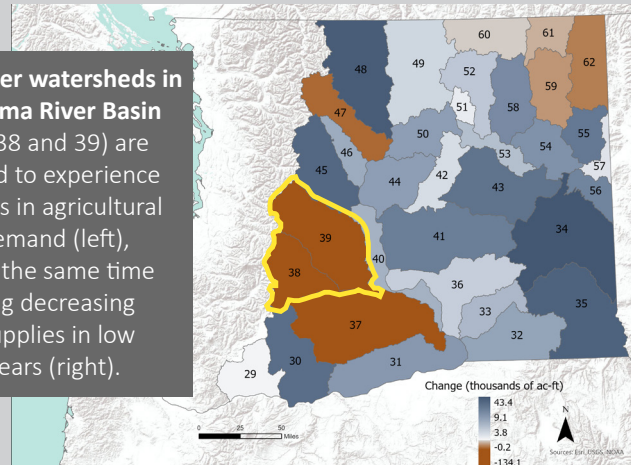 er watersheds in
ma River Basin
38 and 39) are
d to experience
s in agricultural
emand (left),
the same time
g decreasing
upplies in low
ears (right).
60
61
48
49
62
52
59
47
51
58
50
46
54
55
53
57
45
42
44
43
56
39
34
40
41
38
36
35
37
33
32
30
31
29
Change (thousands of ac-ft)
43.4
9.1
3.8
-0.2
-134.1
N
0 25 50
Miles
Sources: Esri, USGS, NOAA